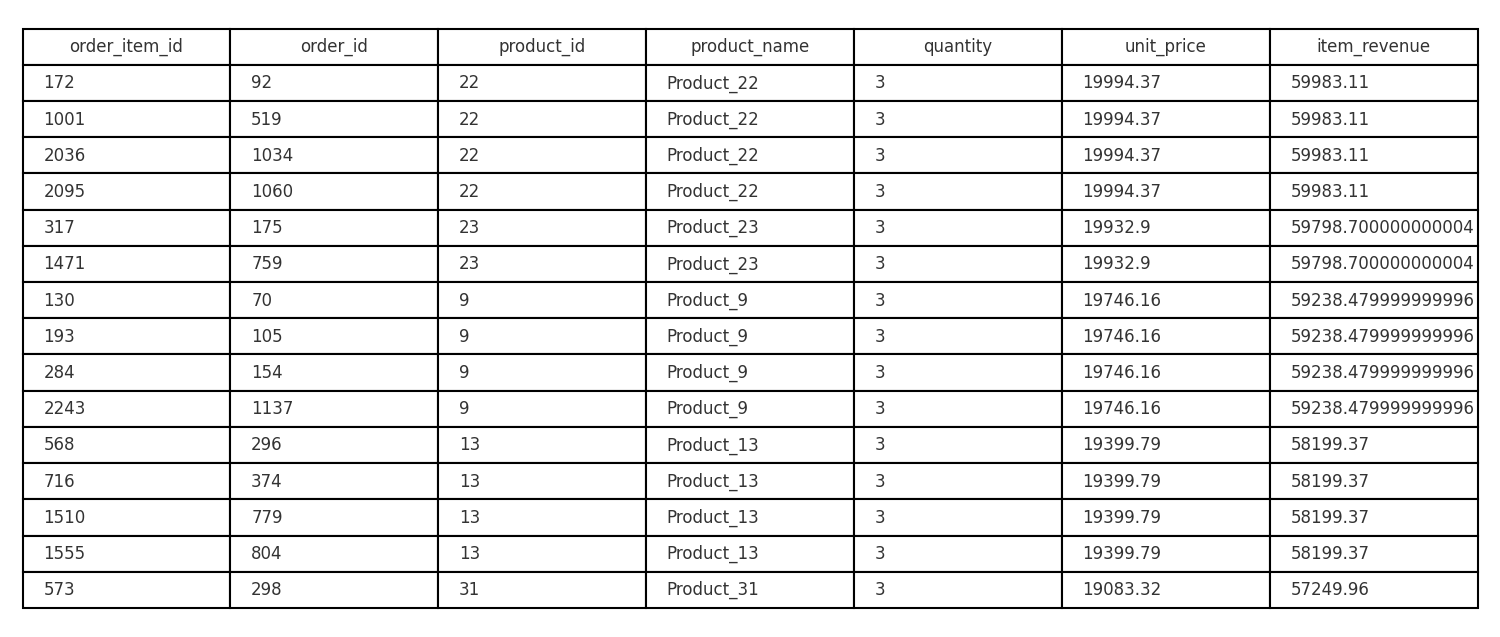 order_item_id order_id product_id product_name quantity unit_price item_revenue
172 92 22 Product_22 3 19994.37 59983.11
1001 519 22 Product_22 3 19994.37 59983.11
2036 1034 22 Product_22 3 19994.37 59983.11
2095 1060 22 Product_22 3 19994.37 59983.11
317 175 23 Product_23 3 19932.9 59798.700000000004
1471 759 23 Product_23 3 19932.9 59798.700000000004
130 70 9 Product_9 3 19746.16 59238.479999999996
193 105 9 Product_9 3 19746.16 59238.479999999996
284 154 9 Product_9 3 19746.16 59238.479999999996
2243 1137 9 Product_9 3 19746.16 59238.479999999996
568 296 13 Product_13 3 19399.79 58199.37
716 374 13 Product_13 3 19399.79 58199.37
1510 779 13 Product_13 3 19399.79 58199.37
1555 804 13 Product_13 3 19399.79 58199.37
573 298 31 Product_31 3 19083.32 57249.96